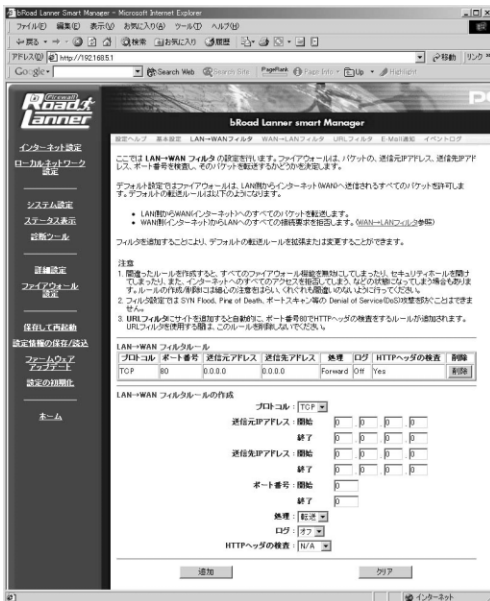 bRoad Lanner Smart Manager - Microsoft Internet Explorer
ファイル(F) 編集(E) 表示(V) お気に入り(A) ツール(T) ヘルプ(H)
戻る 検索 お気に入り 履歴
アドレス(D) http://192.168.5.1 移動 リンク
Google Search Web Search Site PageRank Page Info Up Highlight
Firewall
Road
Lanner
bRoad Lanner smart Manager
設定ヘルプ 基本設定 LAN→WANフィルタ WAN→LANフィルタ URLフィルタ E-Mail通知 イベントログ
インターネット設定
ローカルネットワーク
設定
システム設定
ステータス表示
診断ツール
詳細設定
ファイアウォール
設定
保存して再起動
設定情報の保存/読込
ファームウェア
アップデート
設定の初期化
ホーム
ここでは LAN→WAN フィルタ の設定を行います。ファイアウォールは、パケットの、送信元IPアドレス、送信先IPアド
レス、ポート番号を検査し、そのパケットを転送するかどうかを決定します。
デフォルト設定ではファイアウォールは、LAN側からインターネット(WAN)へ送信されるすべてのパケットを許可しま
す。デフォルトの転送ルールは以下のとおりです。
• LAN側からWAN(インターネット)へのすべてのパケットを転送します。
• WAN側(インターネット)からLANへのすべての接続要求を拒否します。(WAN→LANフィルタ参照)
フィルタを追加することにより、デフォルトの転送ルールを拡張または変更することができます。
注意
1. 間違ったルールを作成すると、すべてのファイアウォール機能を無効にしてしまったり、セキュリティホールを開け
てしまったり、また、インターネットへのすべてのアクセスを拒否してしまう、などの状態になってしまう場合もありま
す。ルールの作成/削除には細心の注意をはらい、くれぐれも間違いのないように行ってください。
2. フィルタ設定では SYN Flood, Ping of Death, ポートスキャン等の Denial of Service(DoS)攻撃を防ぐことはできま
せん。
3. URLフィルタにサイトを追加すると自動的に、ポート番号80でHTTPヘッダの検査をするルールが追加されます。
URLフィルタを使用する間は、このルールを削除しないでください。
LAN→WAN フィルタルール
プロトコル ポート番号 送信元アドレス 送信先アドレス 処理 ログ HTTPヘッダの検査 削除
TCP 80 0.0.0.0 0.0.0.0 Forward Off Yes 削除
LAN→WAN フィルタルールの作成
プロトコル : TCP
送信元IPアドレス : 開始 0 . 0 . 0 . 0
終了 0 . 0 . 0 . 0
送信先IPアドレス : 開始 0 . 0 . 0 . 0
終了 0 . 0 . 0 . 0
ポート番号 : 開始 0
終了 0
処理 : 転送
ログ : オフ
HTTPヘッダの検査 : N/A
追加 クリア
インターネット